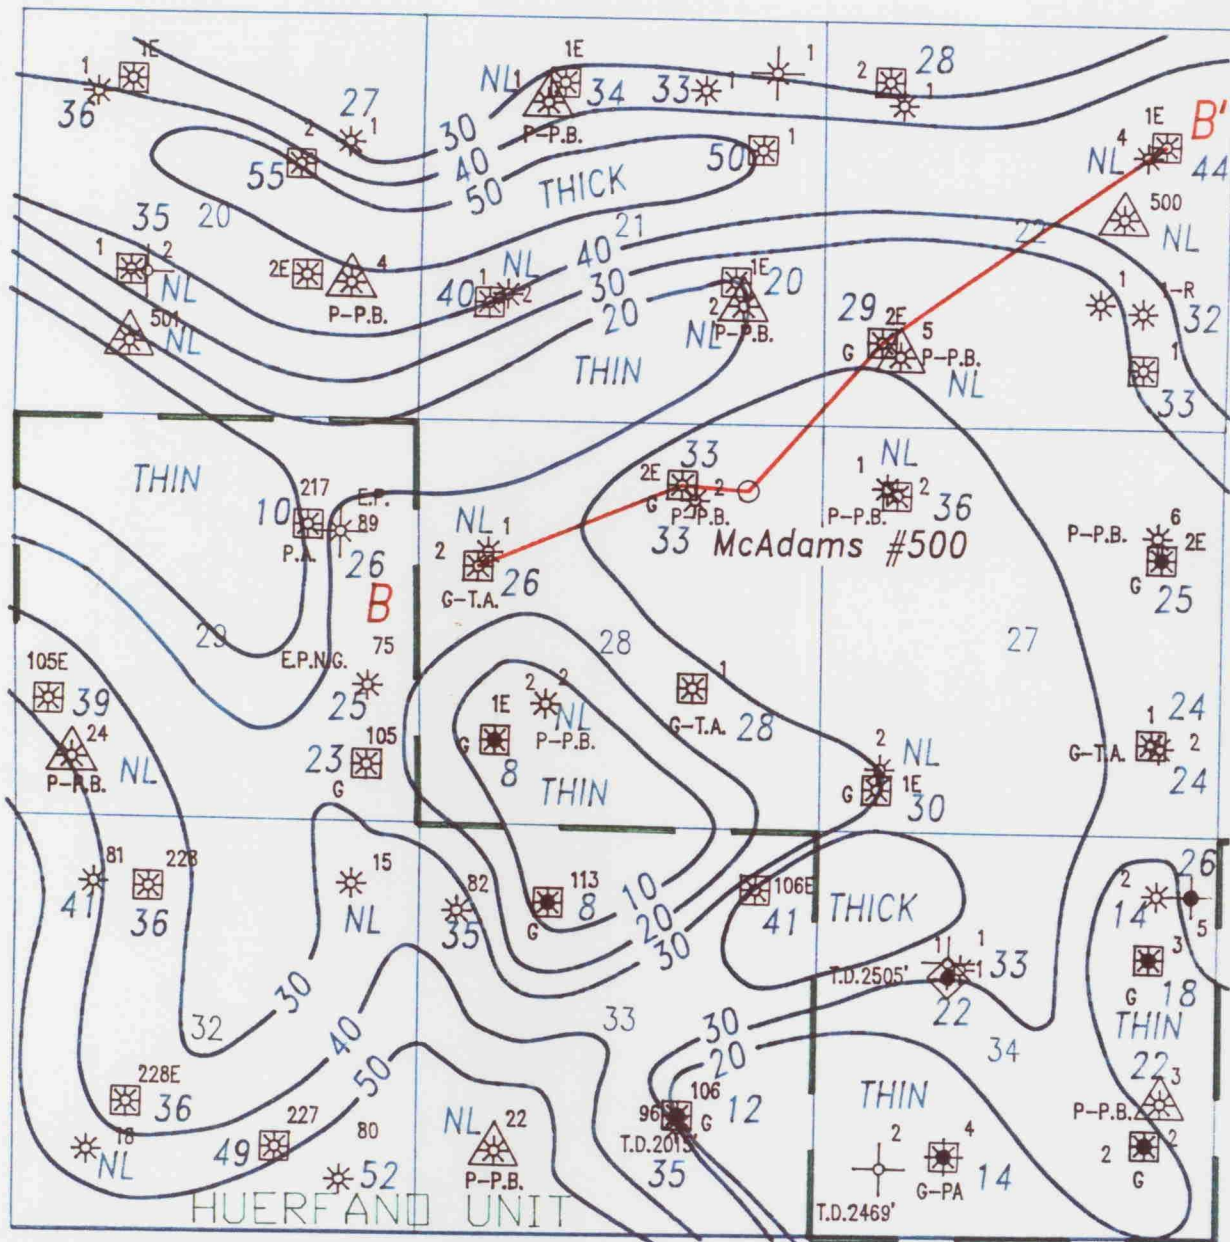 1 1E 1 1E 1 2 28
36 27 NL 34 33 1 1E B'
2 1 30 P-P.B. 4 NL 44
55 40 50 1
50 THICK 500
35 20 21 22 NL
1 2 2E 4 1 NL 40 1E 20 1 1-R
NL P-P.B. 40 2 30 2 29 2E 32
501 NL 20 NL P-P.B. G 5 P-P.B. 1
THIN NL 33
THIN 33 NL
217 E.P. 2E 2 1 2
10 89 NL 1 G P-P.B. P-P.B. 36 P-P.B. 6
P.A. 26 2 26 33 McAdams #500 2E
B G-T.A. G 25
29 75 28 27
E.P.N.G.
105E 39 25 1E 2 2 1 24
24 105 G NL G-T.A. 28 2 NL 1
P-P.B. NL 23 8 P-P.B. G 1E G-T.A. 2
G THIN 30 24
26
81 228 15 82 113 10 106E THICK 2
41 36 NL 35 8 20 41 14 5
G 30 1 1 3
30 T.D.2505' 1 33 G 18
32 40 33 30 22 THIN
50 20 34 22
228E 36 106 12 THIN 3
18 227 80 NL 22 96 G P-P.B.
NL 49 T.D.2015' 2 4 2 2
52 P-P.B. 35 G-PA 14 G
HUERFANO UNIT T.D.2469'